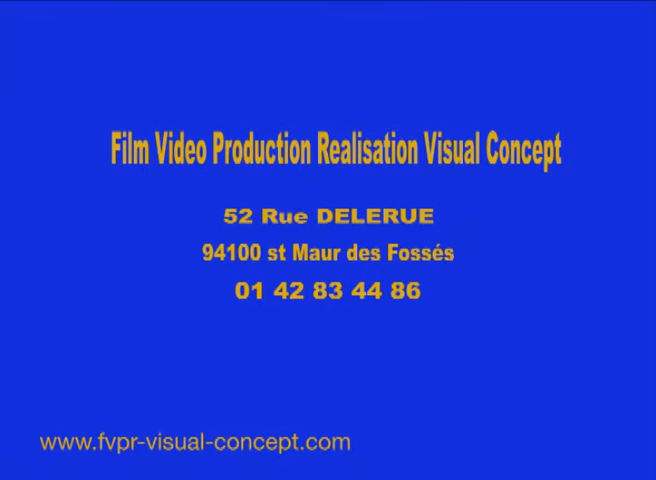 Film Video Production Realisation Visual Concept
52 Rue DELERUE
94100 st Maur des Fossés
01 42 83 44 86
www.fvpr-visual-concept.com